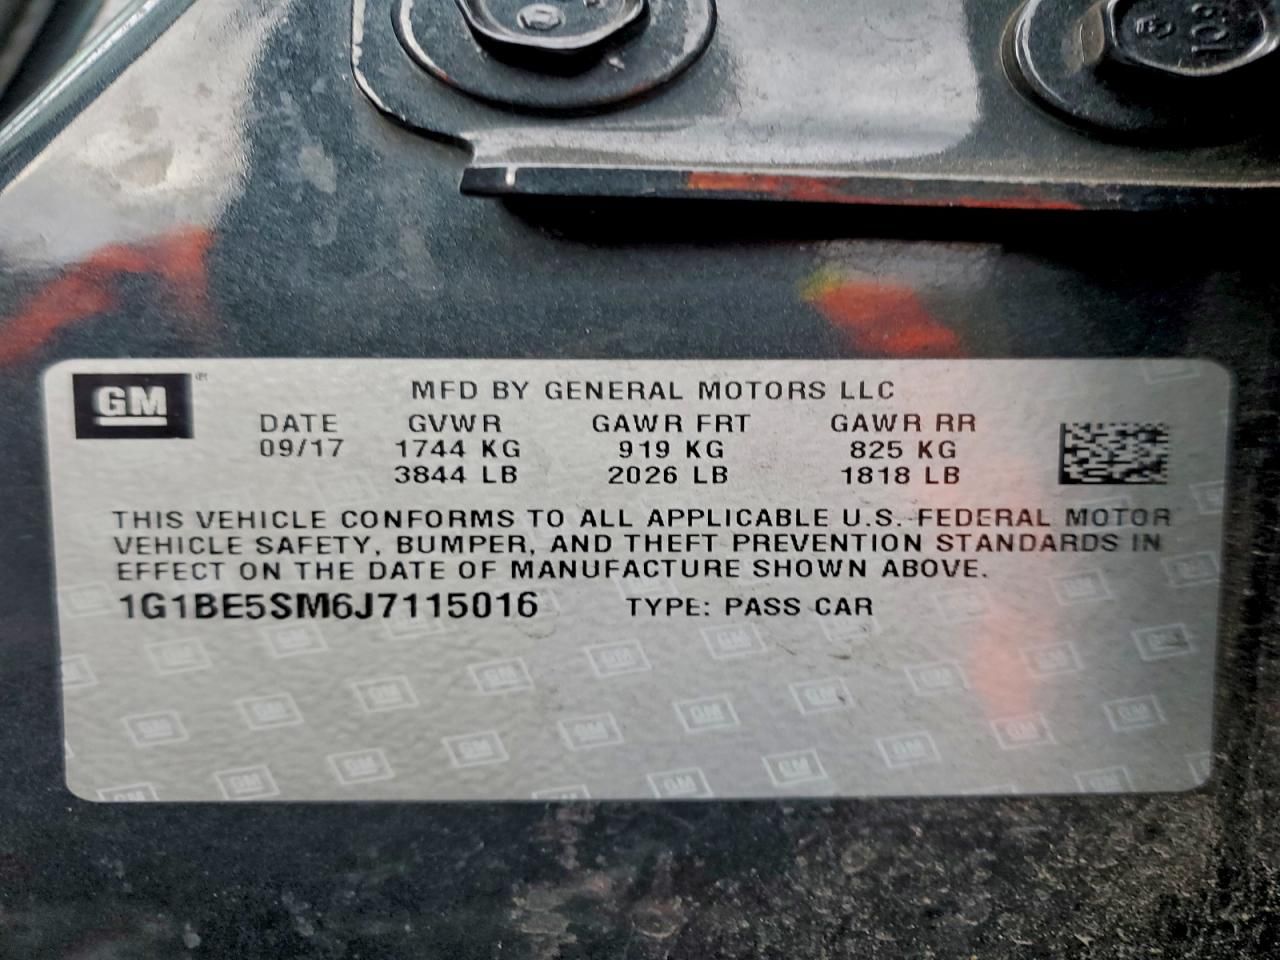 GM
MFD BY GENERAL MOTORS LLC
DATE GVWR GAWR FRT GAWR RR
09/17 1744 KG 919 KG 825 KG
3844 LB 2026 LB 1818 LB
THIS VEHICLE CONFORMS TO ALL APPLICABLE U.S. FEDERAL MOTOR
VEHICLE SAFETY, BUMPER, AND THEFT PREVENTION STANDARDS IN
EFFECT ON THE DATE OF MANUFACTURE SHOWN ABOVE.
1G1BE5SM6J7115016 TYPE: PASS CAR